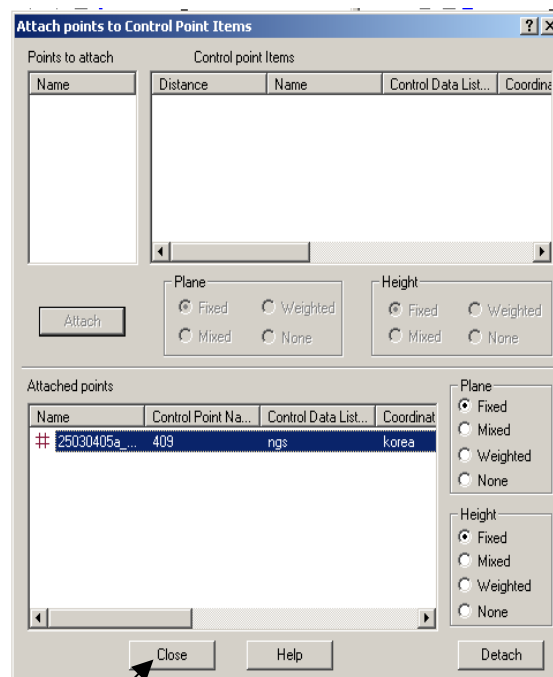 Attach points to Control Point Items
Points to attach Control point Items
Name Distance Name Control Data List... Coordina
Plane Height
Attach Fixed Weighted Fixed Weighted
Mixed None Mixed None
Attached points Plane
Name Control Point Na... Control Data List... Coordinat Fixed
25030405a_... 409 ngs korea Mixed
Weighted
None
Height
Fixed
Mixed
Weighted
None
Close Help Detach